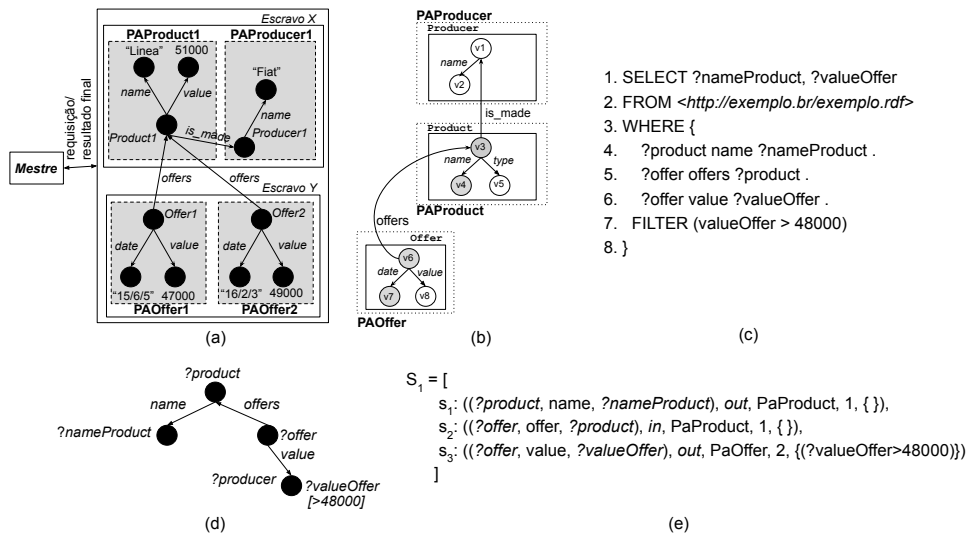 Escravo X
PAProduct1 PAProducer1
"Linea" 51000
"Fiat"
name value
name
Product1
is_made
Producer1
Mestre
requisição/
resultado final
offers offers
Escravo Y
Offer1 Offer2
date value date value
"15/6/5" 47000 "16/2/3" 49000
PAOffer1 PAOffer2
(a)
PAProducer
Producer
v1
name
v2
is_made
Product
v3
name type
v4 v5
PAProduct
offers
Offer
v6
date value
v7 v8
PAOffer
(b)
1. SELECT ?nameProduct, ?valueOffer
2. FROM <http://exemplo.br/exemplo.rdf>
3. WHERE {
4. ?product name ?nameProduct .
5. ?offer offers ?product .
6. ?offer value ?valueOffer .
7. FILTER (valueOffer > 48000)
8. }
(c)
?product
name offers
?nameProduct ?offer
value
?producer ?valueOffer
[>48000]
(d)
S1 = [
s1: ((?product, name, ?nameProduct), out, PaProduct, 1, { }),
s2: ((?offer, offer, ?product), in, PaProduct, 1, { }),
s3: ((?offer, value, ?valueOffer), out, PaOffer, 2, {(?valueOffer>48000)})
]
(e)